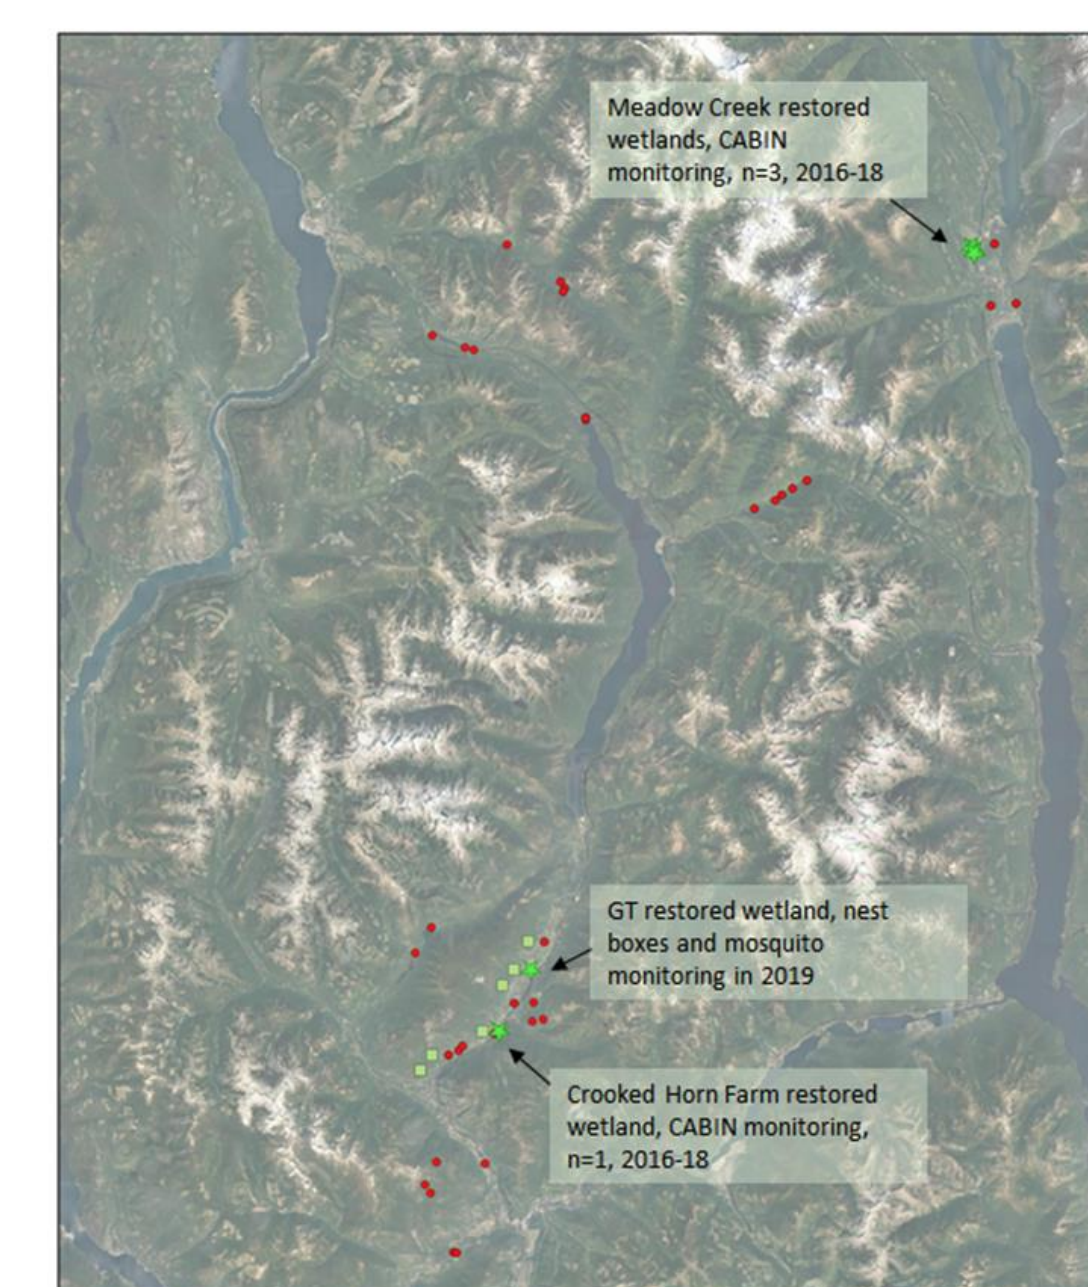 Meadow Creek restored
wetlands, CABIN
monitoring, n=3, 2016-18
GT restored wetland, nest
boxes and mosquito
monitoring in 2019
Crooked Horn Farm restored
wetland, CABIN monitoring,
n=1, 2016-18